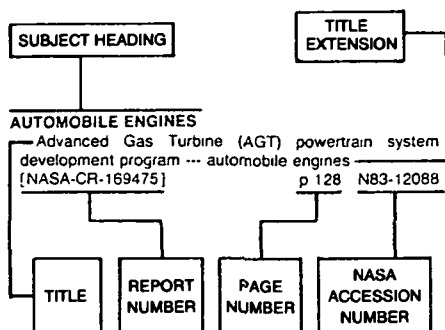 SUBJECT HEADING
TITLE
EXTENSION
AUTOMOBILE ENGINES
Advanced Gas Turbine (AGT) powertrain system
development program --- automobile engines
[NASA-CR-169475]    p 128    N83-12088
TITLE
REPORT
NUMBER
PAGE
NUMBER
NASA
ACCESSION
NUMBER